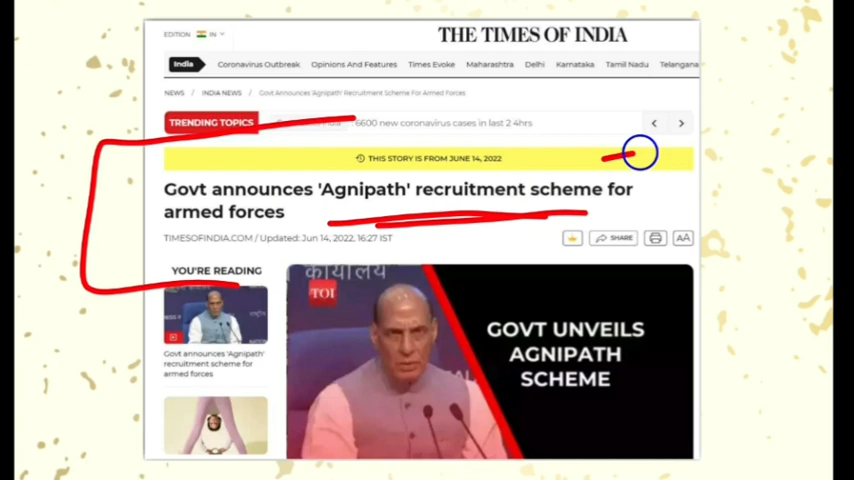 EDITION IN
THE TIMES OF INDIA
India Coronavirus Outbreak Opinions And Features Times Evoke Maharashtra Delhi Karnataka Tamil Nadu Telangana
NEWS / INDIA NEWS / Govt Announces 'Agnipath' Recruitment Scheme For Armed Forces
TRENDING TOPICS 6600 new coronavirus cases in last 2 4hrs
THIS STORY IS FROM JUNE 14, 2022
Govt announces 'Agnipath' recruitment scheme for
armed forces
TIMESOFINDIA.COM / Updated: Jun 14, 2022, 16:27 IST
SHARE AA
YOU'RE READING
Govt announces 'Agnipath'
recruitment scheme for
armed forces
कार्यालय
TOI
GOVT UNVEILS
AGNIPATH
SCHEME